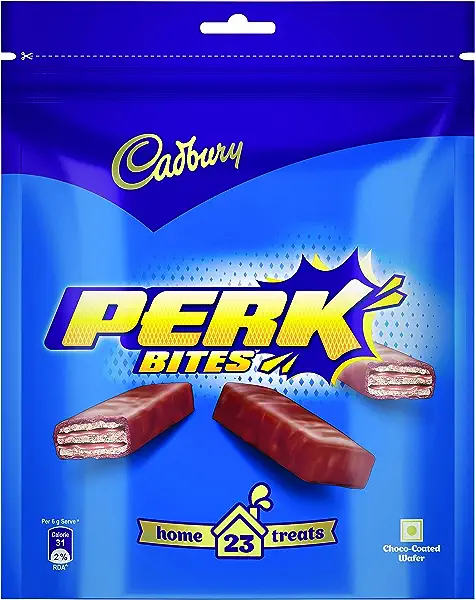 Cadbury
PERK
BITES
Per 6 g Serve*
Calorie
31
2%
RDA^
home 23 treats
Choco-Coated
Wafer